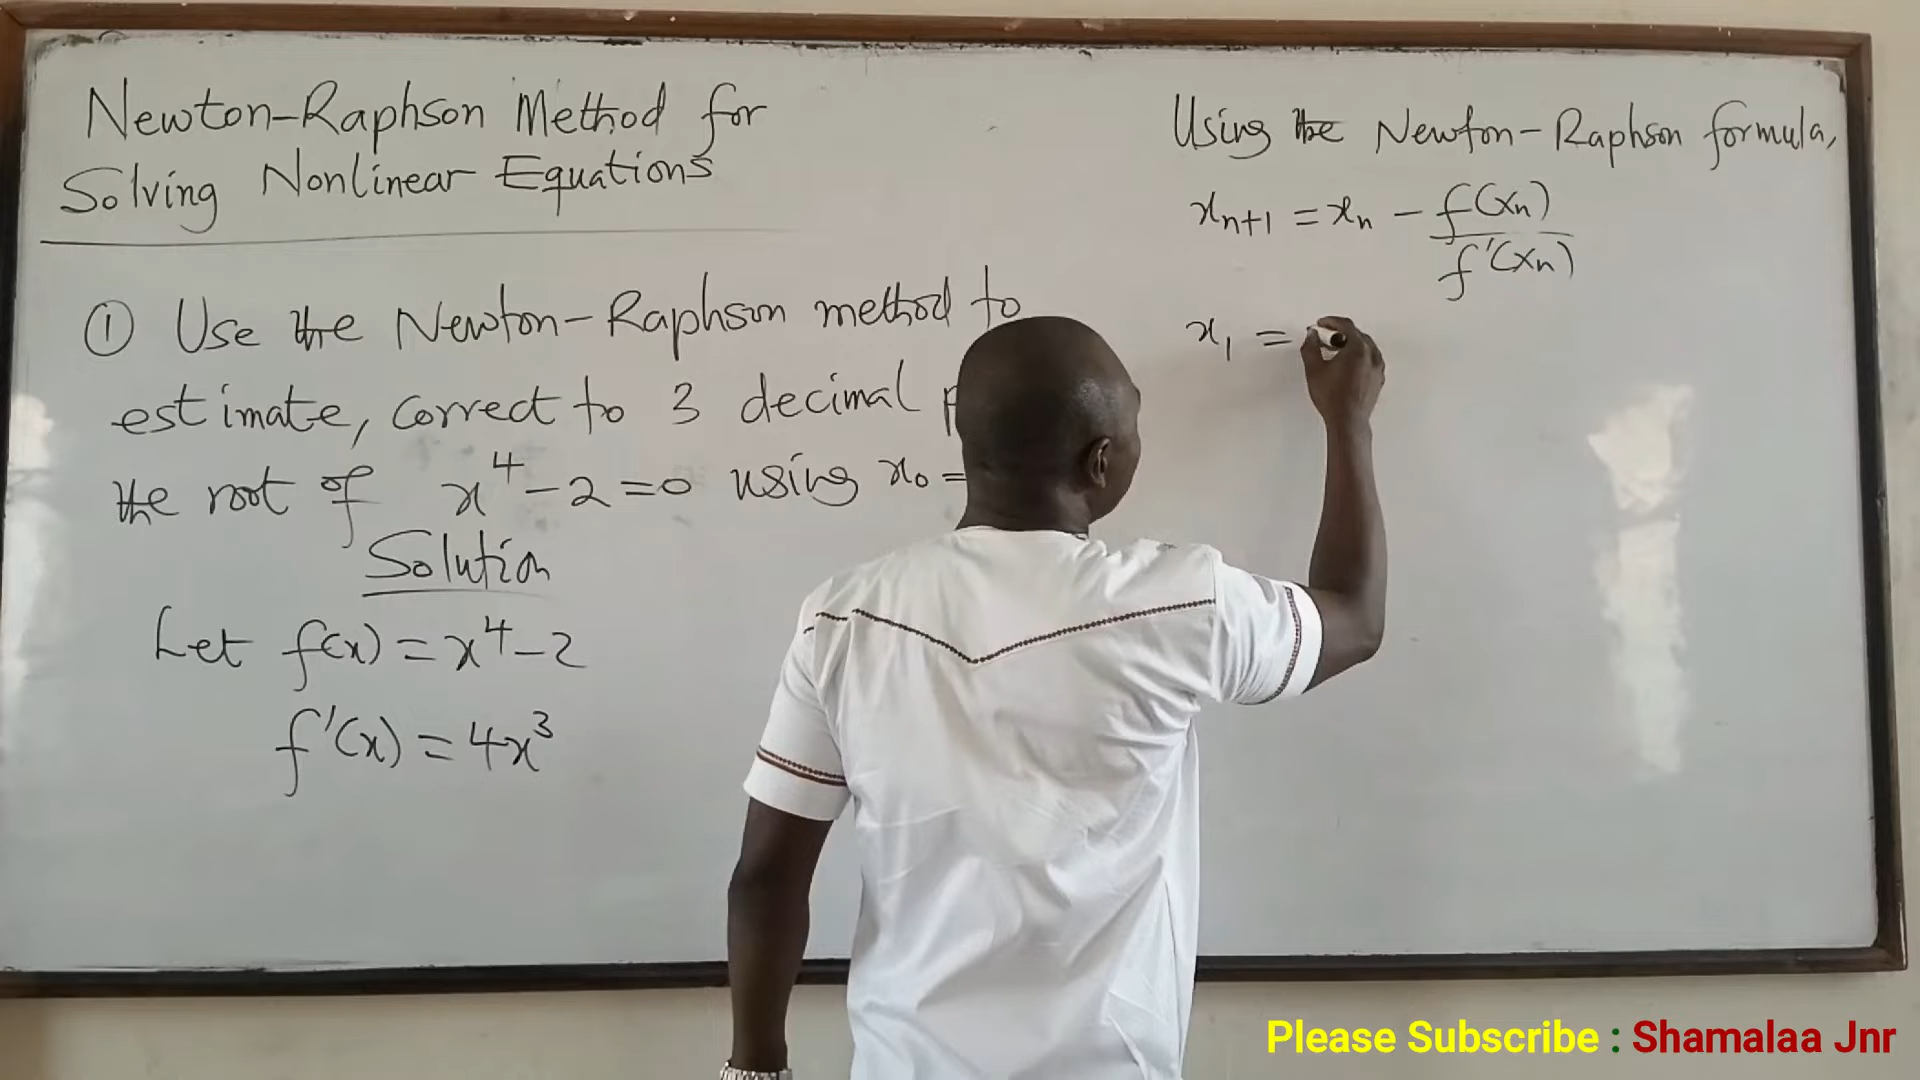 Newton-Raphson Method for
Solving Nonlinear Equations
① Use the Newton-Raphson method to
estimate, correct to 3 decimal
the root of x⁴-2=0 using x₀=
Solution
Let f(x)=x⁴-2
f'(x)=4x³
Using the Newton-Raphson formula,
xₙ₊₁=xₙ - f(xₙ)
f'(xₙ)
x₁=
Please Subscribe : Shamalaa Jnr